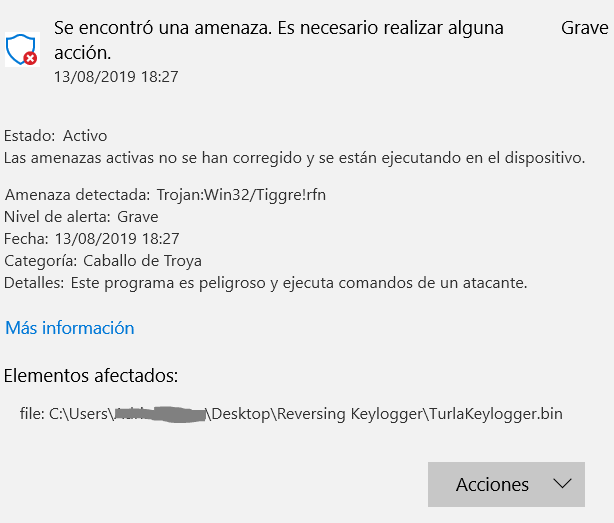 Se encontró una amenaza. Es necesario realizar alguna
Grave
acción.
13/08/2019 18:27
Estado: Activo
Las amenazas activas no se han corregido y se están ejecutando en el dispositivo.
Amenaza detectada: Trojan:Win32/Tiggre!rfn
Nivel de alerta: Grave
Fecha: 13/08/2019 18:27
Categoría: Caballo de Troya
Detalles: Este programa es peligroso y ejecuta comandos de un atacante.
Más información
Elementos afectados:
file: C:\Users\ \Desktop\Reversing Keylogger\TurlaKeylogger.bin
Acciones